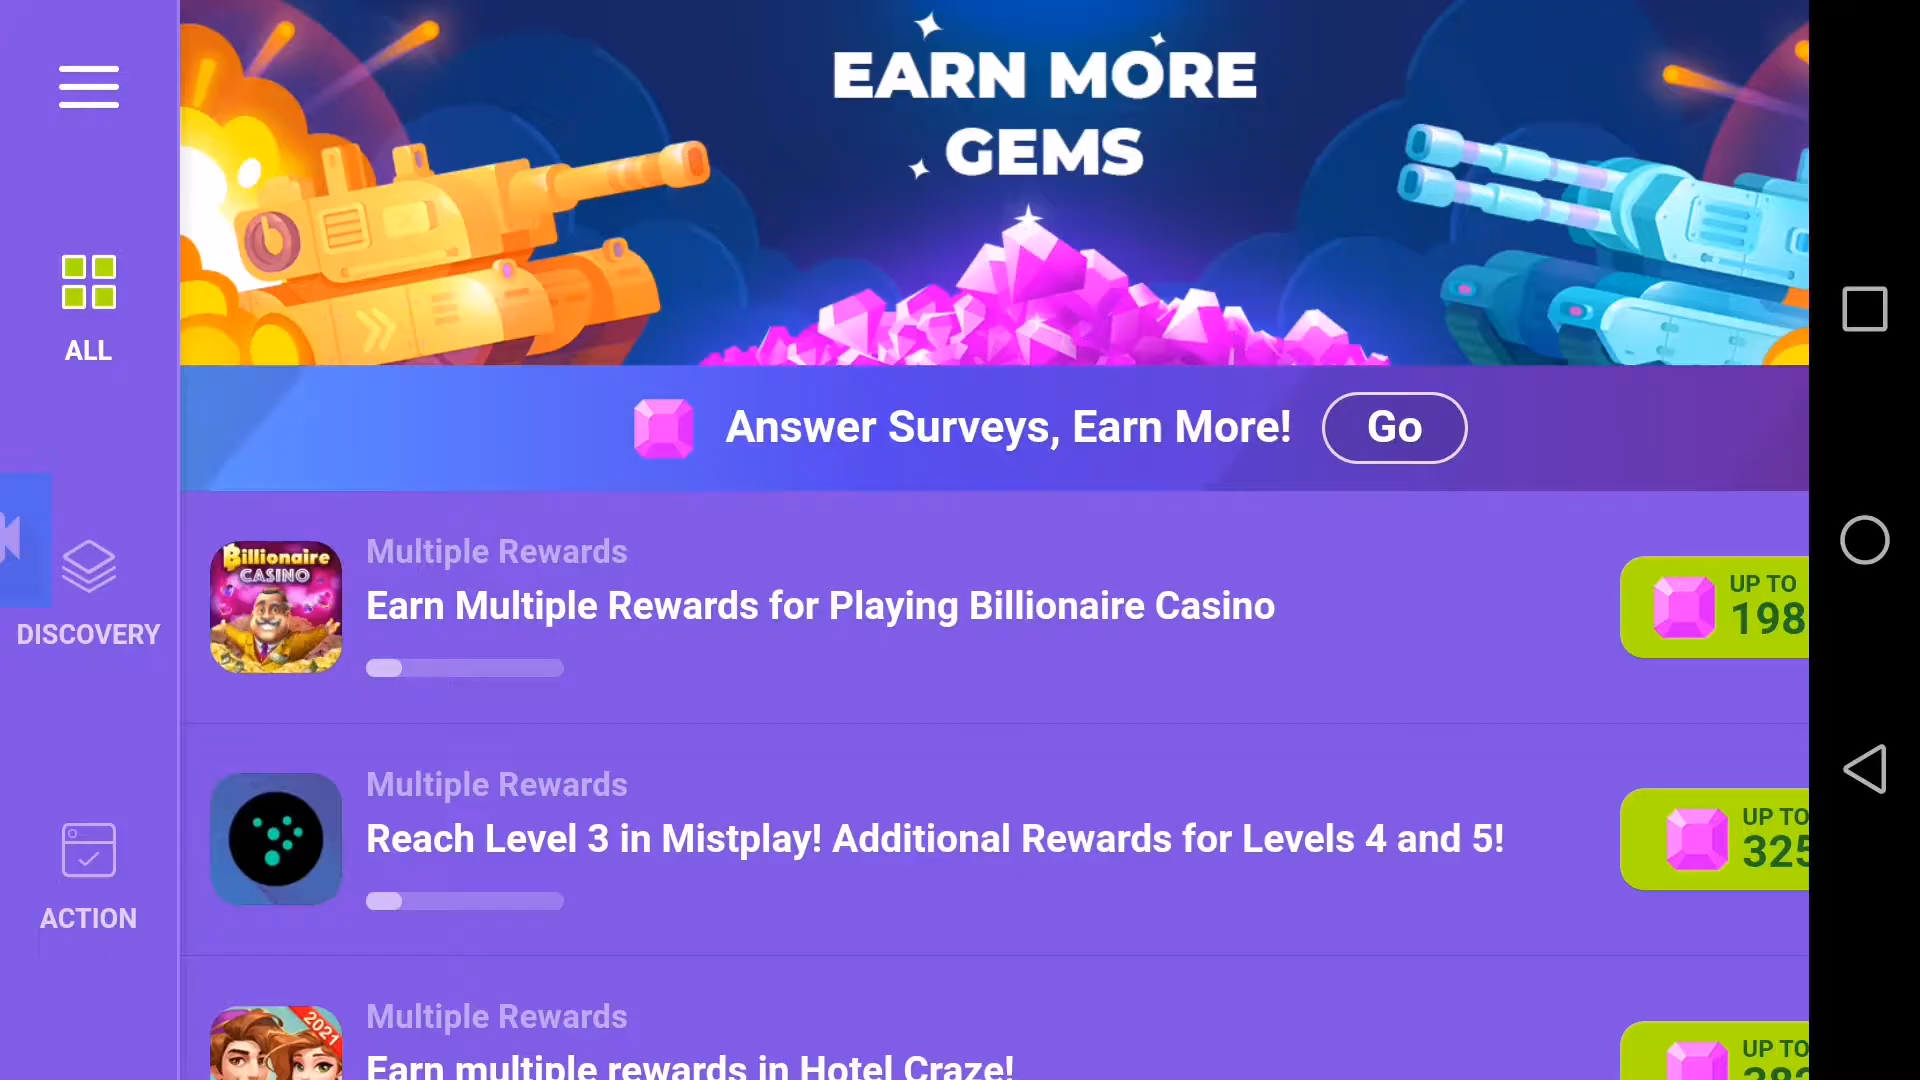 EARN MORE
GEMS
ALL
Answer Surveys, Earn More!
Go
DISCOVERY
Billionaire
CASINO
Multiple Rewards
Earn Multiple Rewards for Playing Billionaire Casino
UP TO
198
Multiple Rewards
Reach Level 3 in Mistplay! Additional Rewards for Levels 4 and 5!
UP TO
325
ACTION
2021
Multiple Rewards
Earn multiple rewards in Hotel Craze!
UP TO